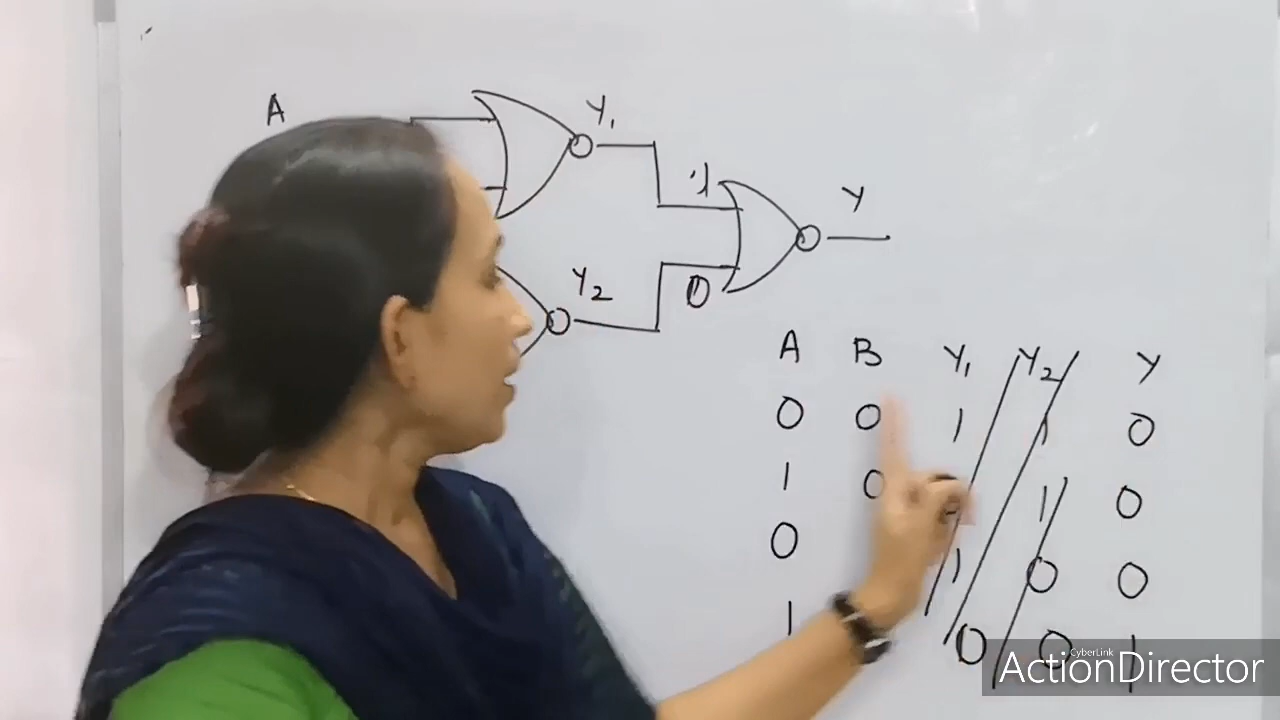 A
Y₁
1
Y
Y₂
0
A B Y₁ Y₂ Y
0 0 1 1 0
1 0 1 0
0 1 0 0
1 0 0 1
CyberLink
ActionDirector